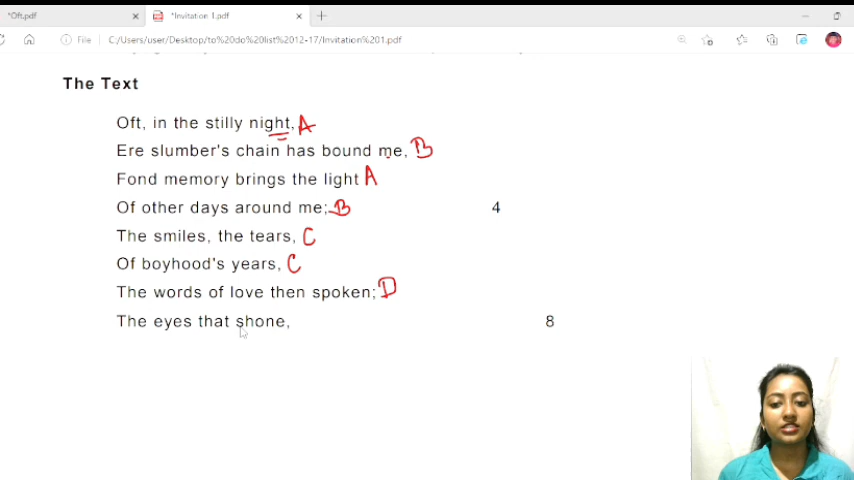 *Oft.pdf
*Invitation 1.pdf
File C:/Users/user/Desktop/to%20do%20list%2012-17/Invitation%201.pdf
The Text
Oft, in the stilly night, A
Ere slumber's chain has bound me, B
Fond memory brings the light A
Of other days around me; B 4
The smiles, the tears, C
Of boyhood's years, C
The words of love then spoken; D
The eyes that shone, 8